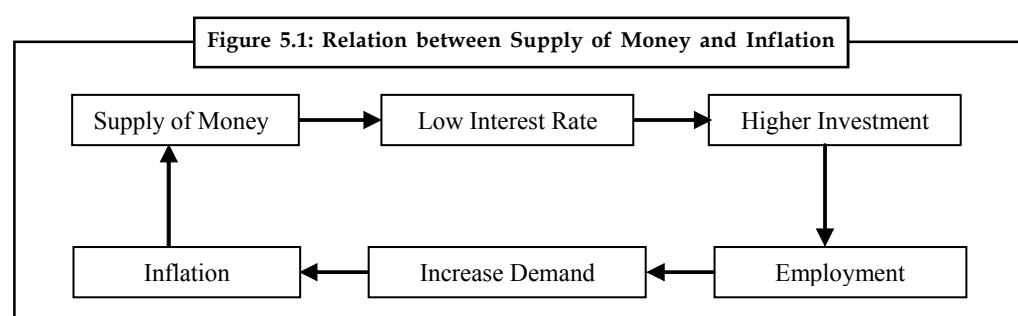 Figure 5.1: Relation between Supply of Money and Inflation
Supply of Money
Low Interest Rate
Higher Investment
Inflation
Increase Demand
Employment